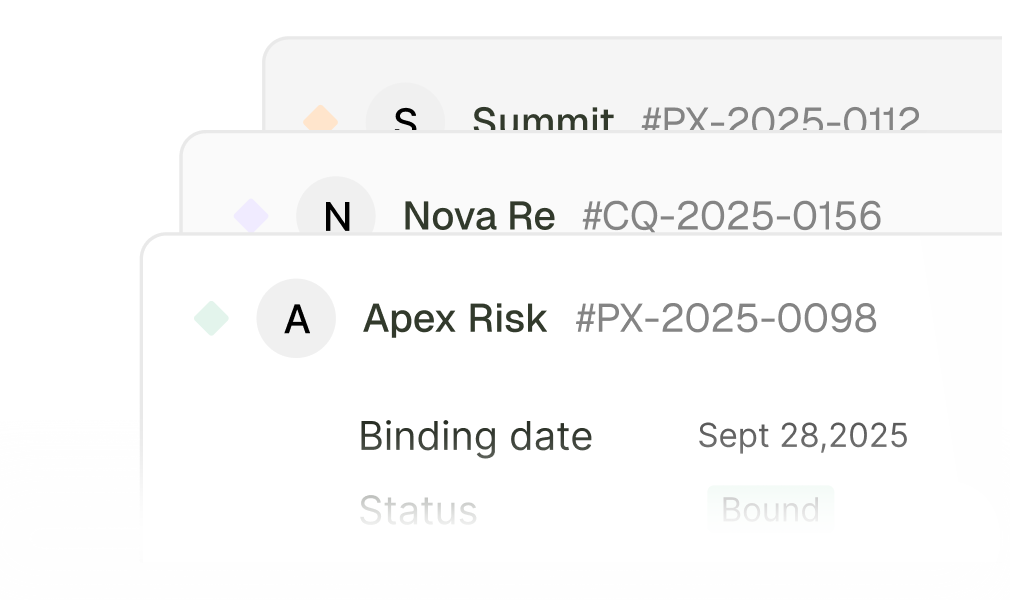 S Summit #PX-2025-0112
N Nova Re #CQ-2025-0156
A Apex Risk #PX-2025-0098
Binding date Sept 28,2025
Status Bound